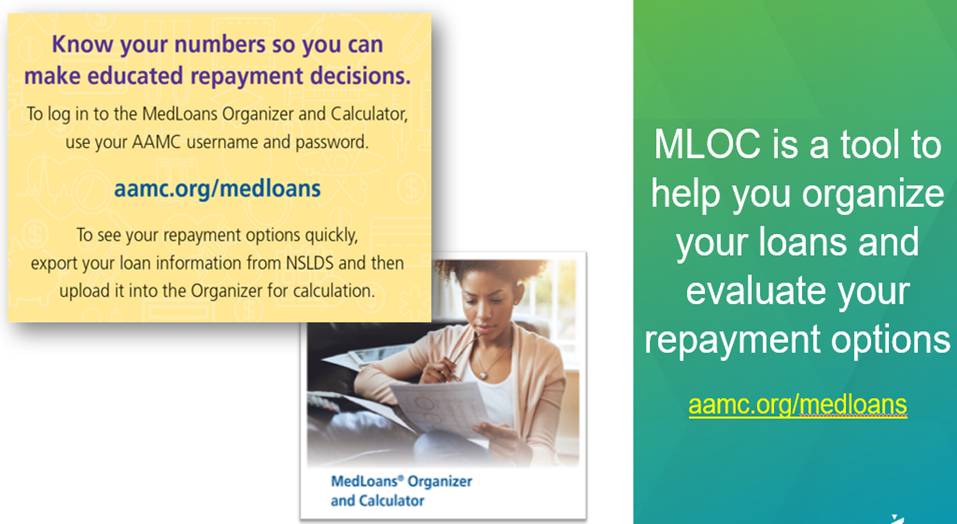 Know your numbers so you can
make educated repayment decisions.
To log in to the MedLoans Organizer and Calculator,
use your AAMC username and password.
aamc.org/medloans
To see your repayment options quickly,
export your loan information from NSLDS and then
upload it into the Organizer for calculation.
MedLoans® Organizer
and Calculator
MLOC is a tool to
help you organize
your loans and
evaluate your
repayment options
aamc.org/medloans